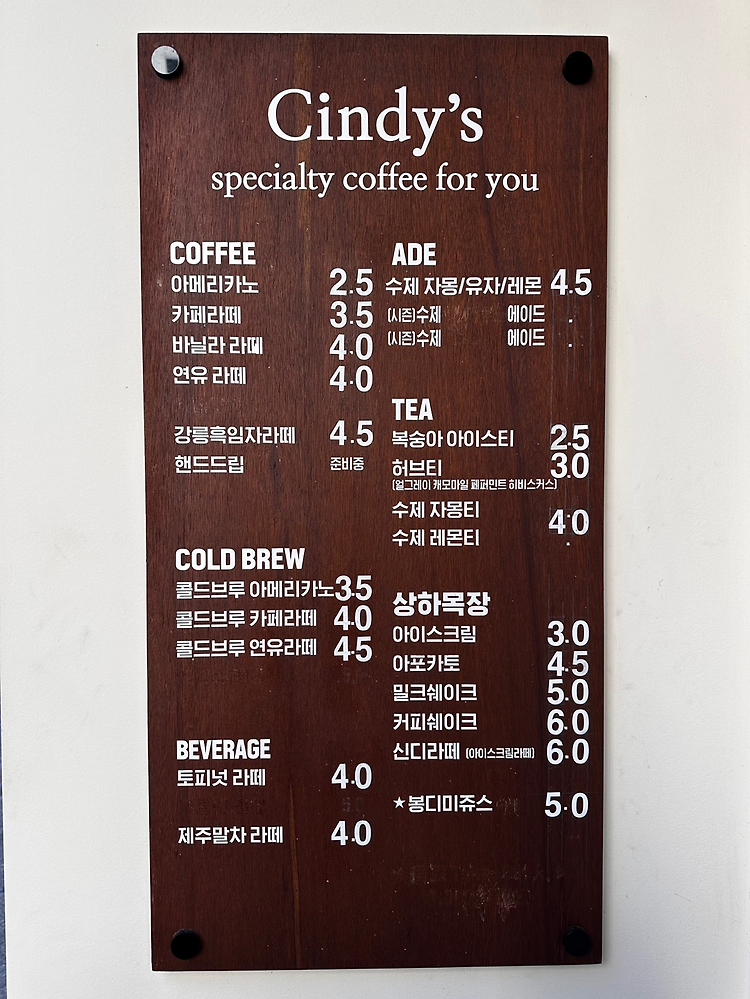 Cindy's
specialty coffee for you
COFFEE
아메리카노 2.5
카페라떼 3.5
바닐라 라떼 4.0
연유 라떼 4.0
강릉흑임자라떼 4.5
핸드드립 준비중
COLD BREW
콜드브루 아메리카노 3.5
콜드브루 카페라떼 4.0
콜드브루 연유라떼 4.5
BEVERAGE
토피넛 라떼 4.0
제주말차 라떼 4.0
ADE
수제 자몽/유자/레몬 4.5
(시즌)수제 에이드 .
(시즌)수제 에이드 .
TEA
복숭아 아이스티 2.5
허브티 3.0
(얼그레이 캐모마일 페퍼민트 히비스커스)
수제 자몽티
4.0
수제 레몬티 .
상하목장
아이스크림 3.0
아포카토 4.5
밀크쉐이크 5.0
커피쉐이크 6.0
신디라떼 (아이스크림라떼) 6.0
★봉디미쥬스 5.0